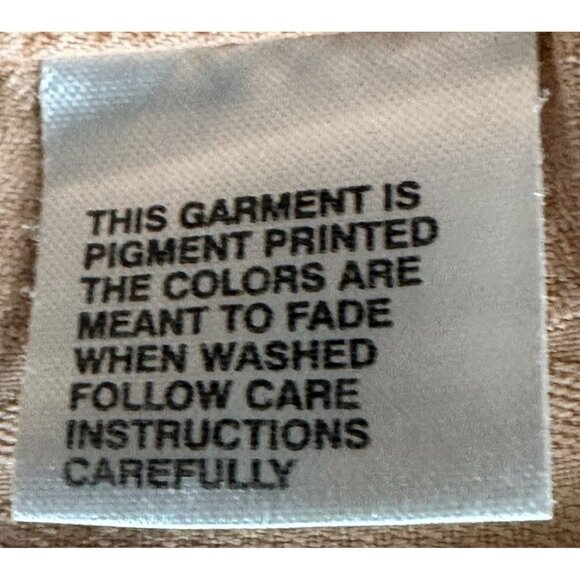 THIS GARMENT IS
PIGMENT PRINTED
THE COLORS ARE
MEANT TO FADE
WHEN WASHED
FOLLOW CARE
INSTRUCTIONS
CAREFULLY